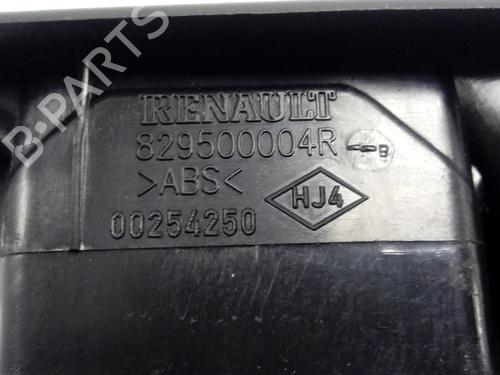 RENAULT
829500004R --B
>ABS<
HJ4
00254250
B-PARTS